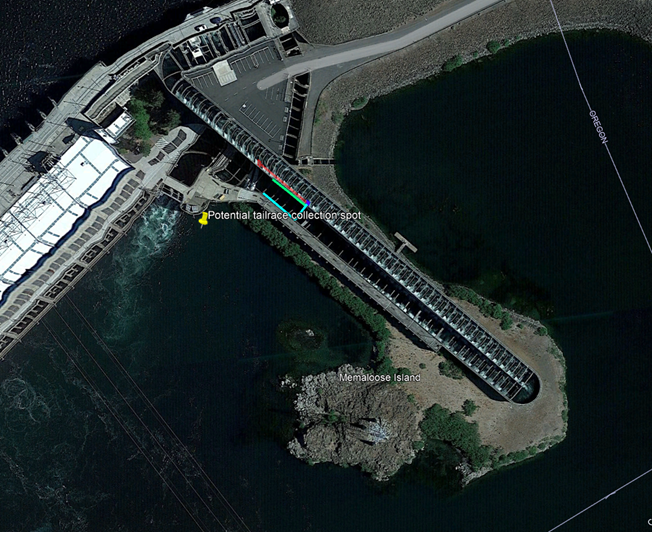 OREGON
Potential tailrace collection spot
Memaloose Island